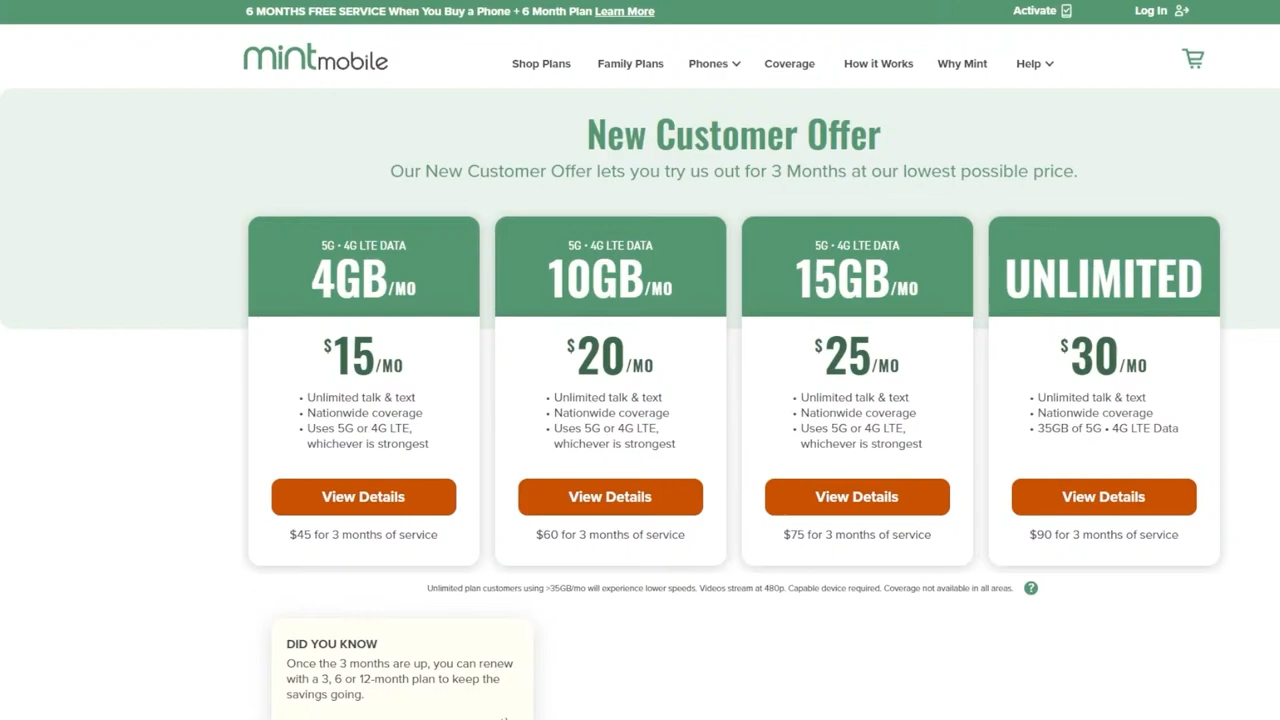 6 MONTHS FREE SERVICE When You Buy a Phone + 6 Month Plan Learn More
Activate
Log In
mintmobile
Shop Plans
Family Plans
Phones
Coverage
How it Works
Why Mint
Help
New Customer Offer
Our New Customer Offer lets you try us out for 3 Months at our lowest possible price.
5G • 4G LTE DATA
4GB/MO
$15/MO
• Unlimited talk & text
• Nationwide coverage
• Uses 5G or 4G LTE,
whichever is strongest
View Details
$45 for 3 months of service
5G • 4G LTE DATA
10GB/MO
$20/MO
• Unlimited talk & text
• Nationwide coverage
• Uses 5G or 4G LTE,
whichever is strongest
View Details
$60 for 3 months of service
5G • 4G LTE DATA
15GB/MO
$25/MO
• Unlimited talk & text
• Nationwide coverage
• Uses 5G or 4G LTE,
whichever is strongest
View Details
$75 for 3 months of service
UNLIMITED
$30/MO
• Unlimited talk & text
• Nationwide coverage
• 35GB of 5G • 4G LTE Data
View Details
$90 for 3 months of service
Unlimited plan customers using >35GB/mo will experience lower speeds. Videos stream at 480p. Capable device required. Coverage not available in all areas. ?
DID YOU KNOW
Once the 3 months are up, you can renew
with a 3, 6 or 12-month plan to keep the
savings going.